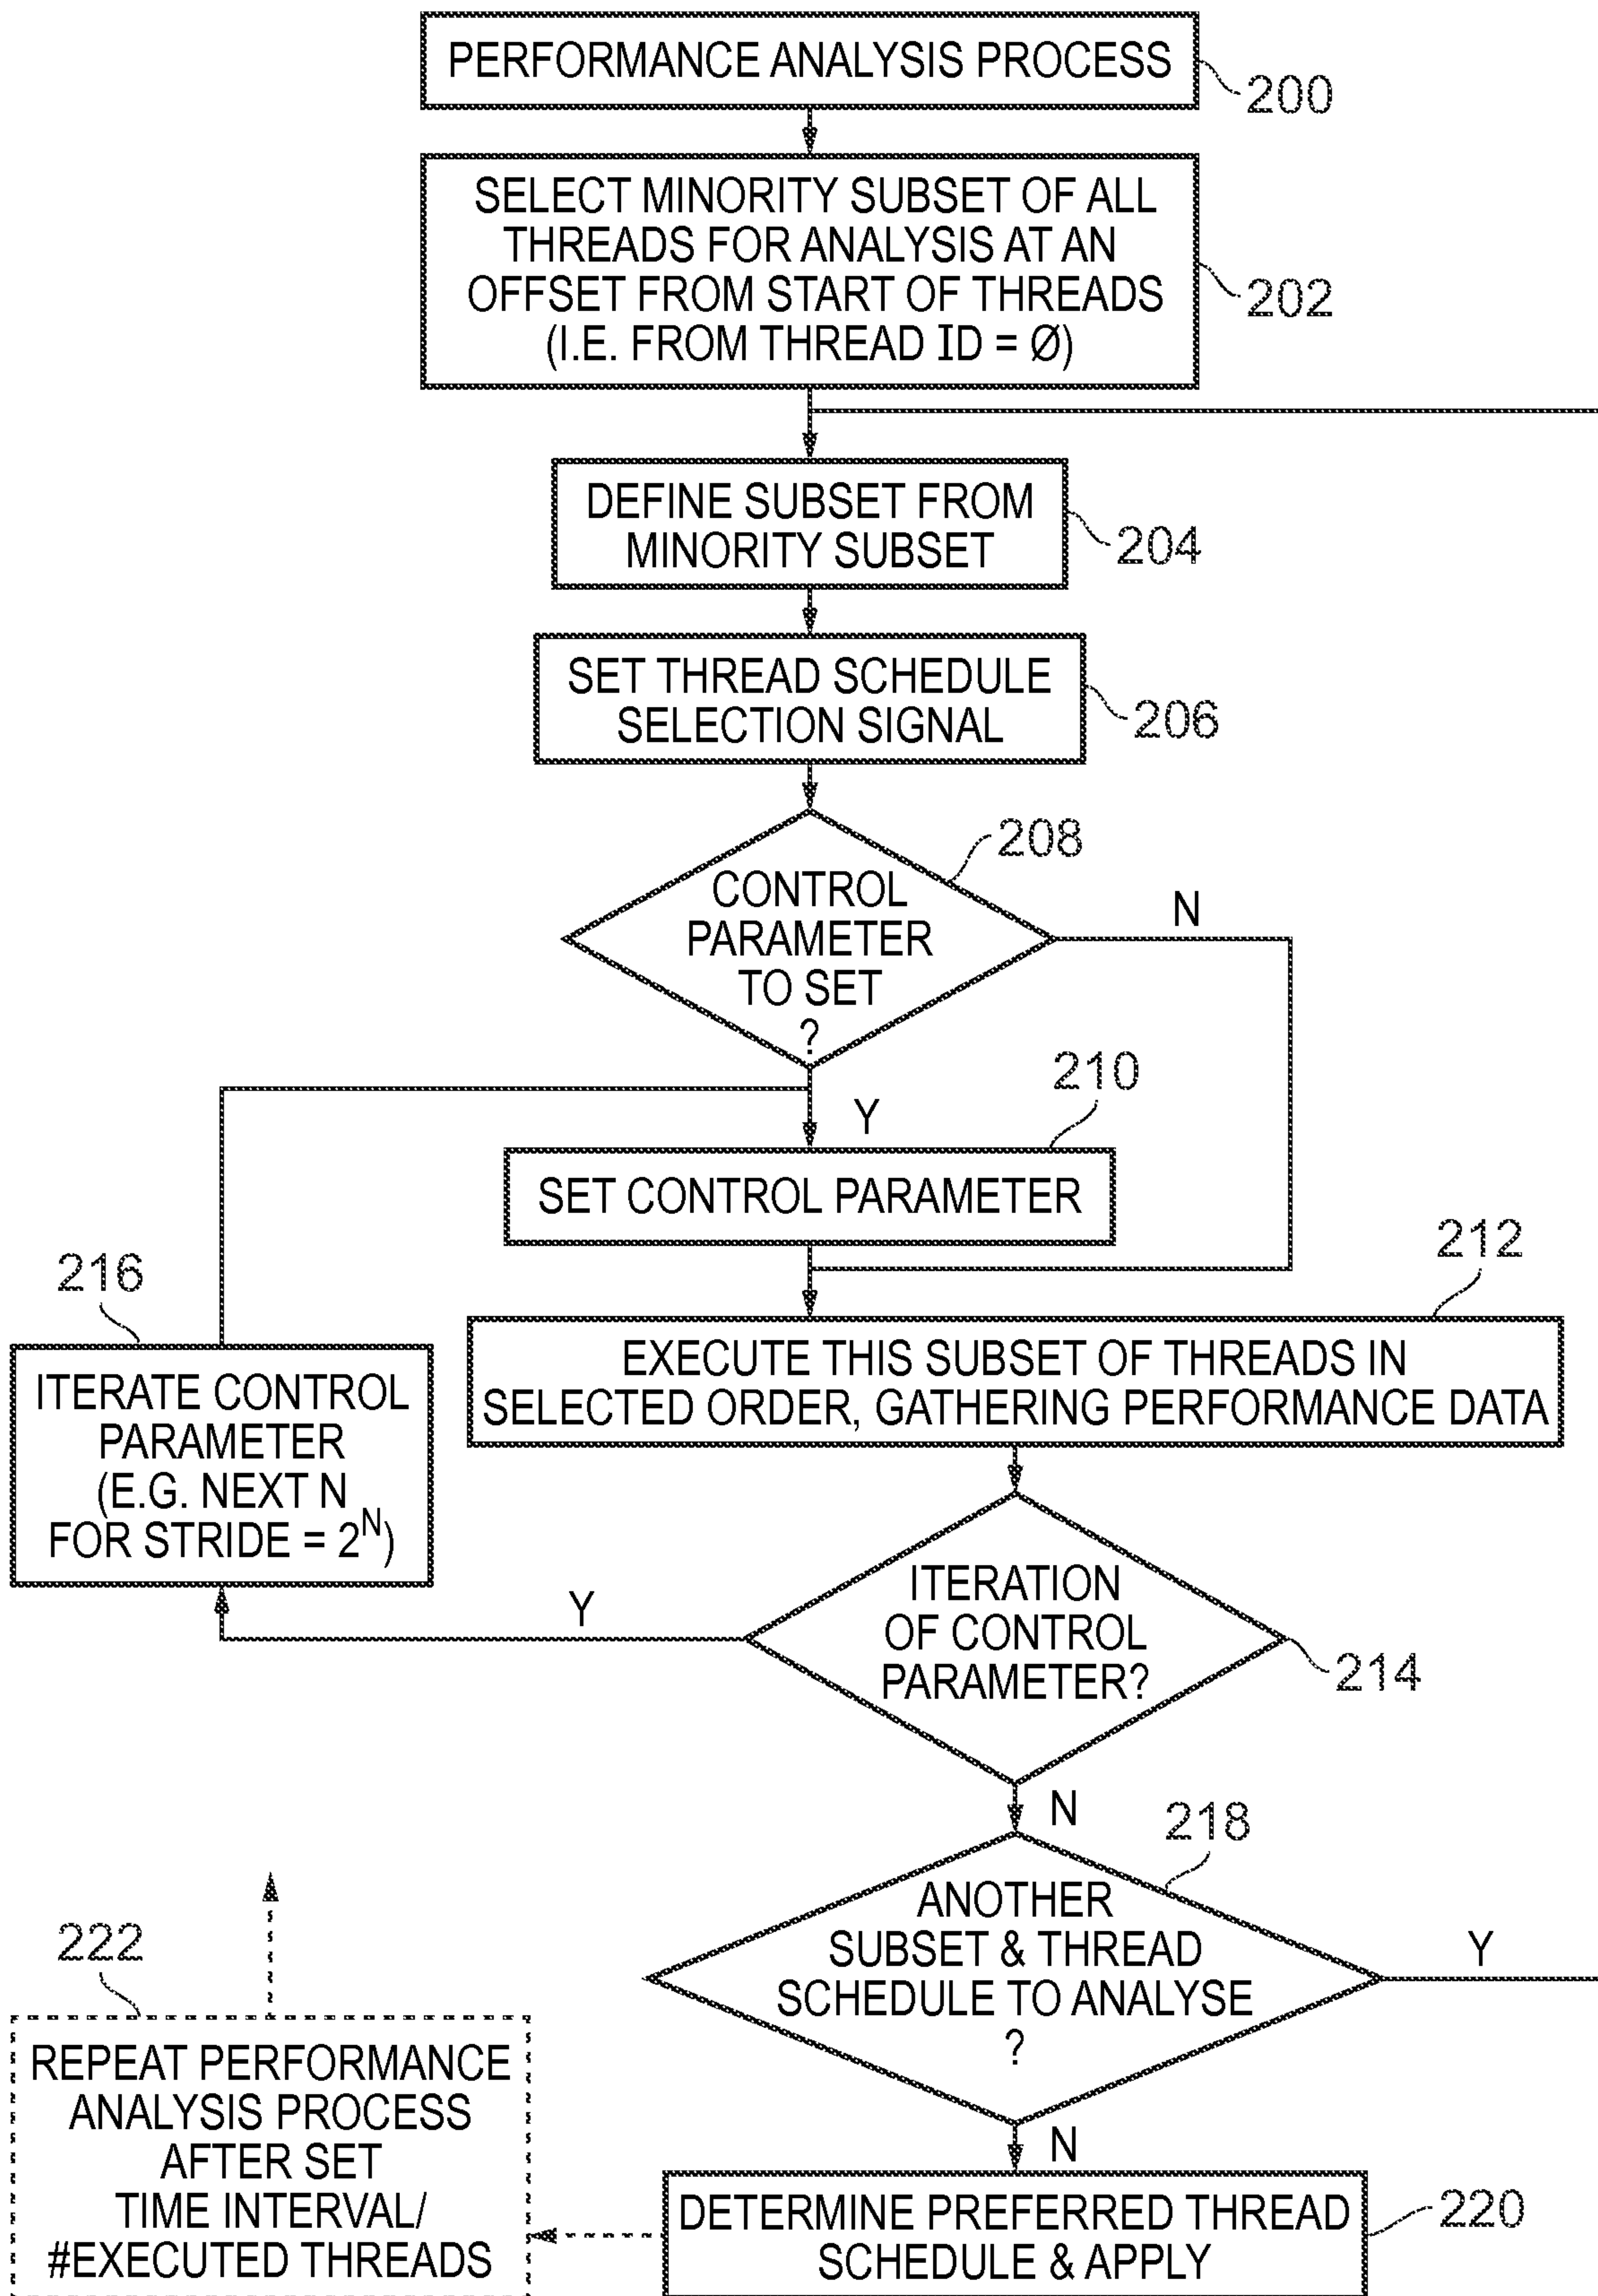 PERFORMANCE ANALYSIS PROCESS
200
SELECT MINORITY SUBSET OF ALL
THREADS FOR ANALYSIS AT AN
OFFSET FROM START OF THREADS
(I.E. FROM THREAD ID = Ø)
202
DEFINE SUBSET FROM
MINORITY SUBSET
204
SET THREAD SCHEDULE
SELECTION SIGNAL
206
208
CONTROL
PARAMETER
TO SET
?
N
210
Y
SET CONTROL PARAMETER
212
216
EXECUTE THIS SUBSET OF THREADS IN
SELECTED ORDER, GATHERING PERFORMANCE DATA
ITERATE CONTROL
PARAMETER
(E.G. NEXT N
FOR STRIDE = 2^N)
Y
ITERATION
OF CONTROL
PARAMETER?
214
N
218
ANOTHER
SUBSET & THREAD
SCHEDULE TO ANALYSE
?
Y
222
REPEAT PERFORMANCE
ANALYSIS PROCESS
AFTER SET
TIME INTERVAL/
#EXECUTED THREADS
N
DETERMINE PREFERRED THREAD
SCHEDULE & APPLY
220